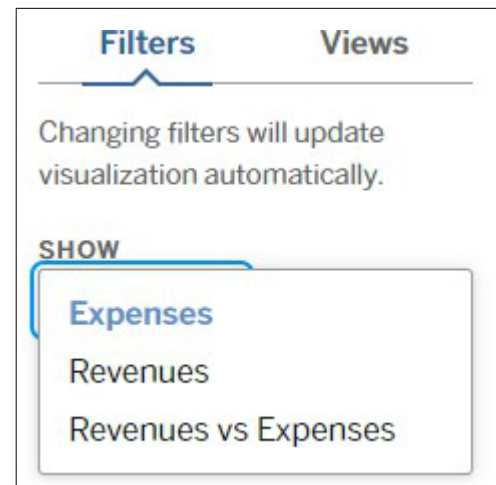 Filters Views
Changing filters will update
visualization automatically.
SHOW
Expenses
Revenues
Revenues vs Expenses